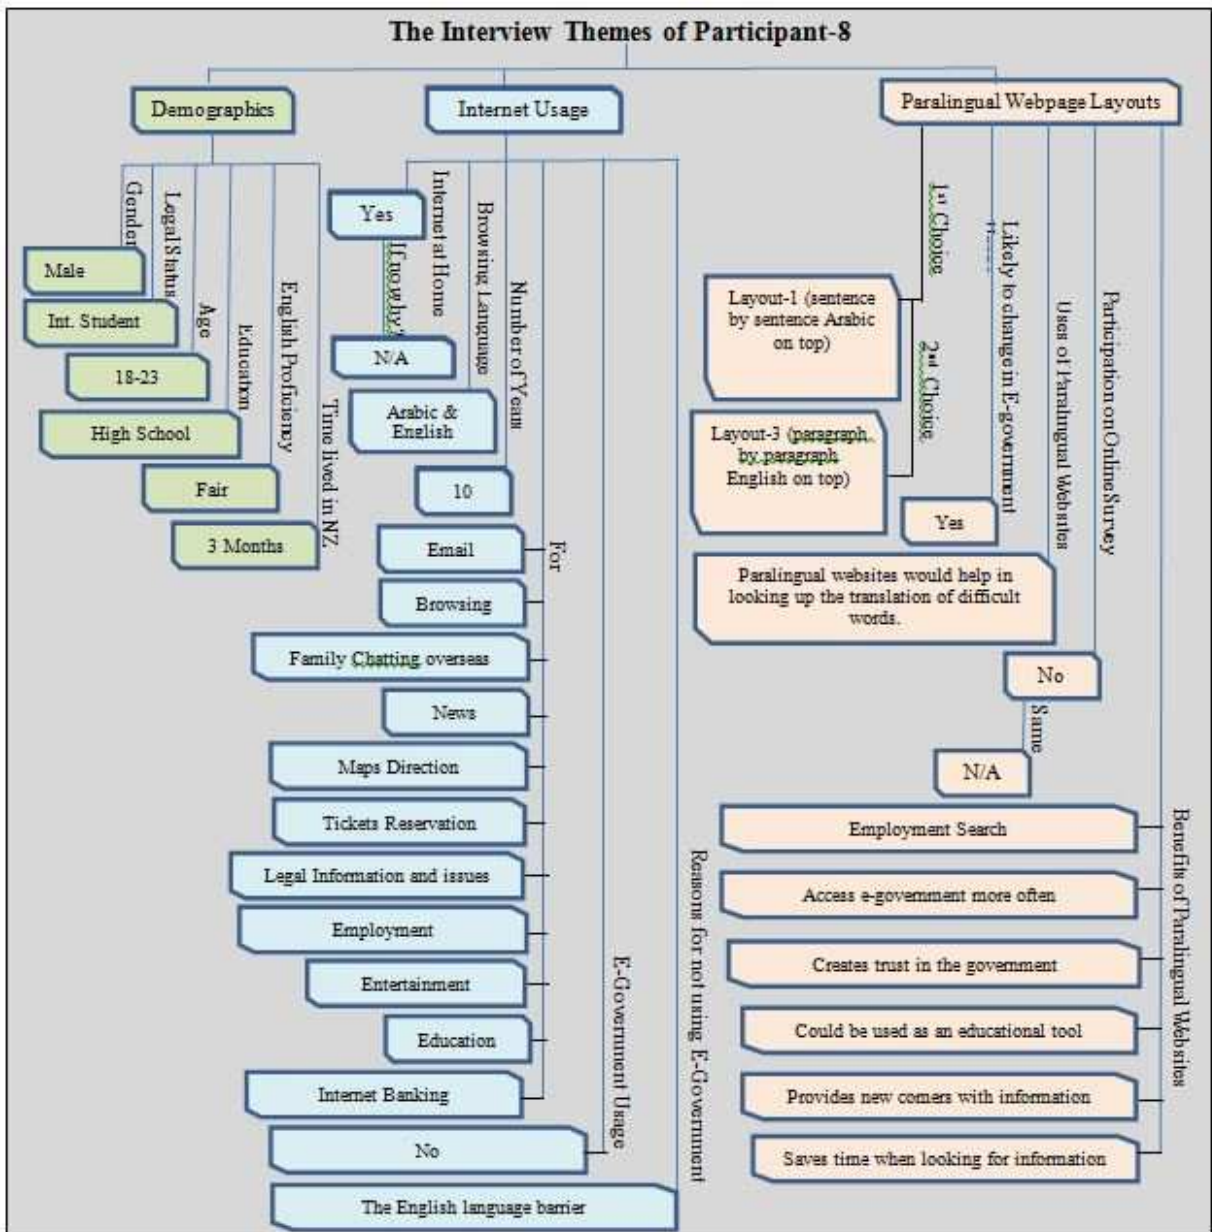 The Interview Themes of Participant-8
Demographics
Gender
Male
Legal Status
Int. Student
Age
18-23
Education
High School
English Proficiency
Fair
Time lived in NZ
3 Months
Internet Usage
Internet at Home
Yes
If no why?
N/A
Browsing Language
Arabic &
English
Number of Years
10
For
Email
Browsing
Family Chatting overseas
News
Maps Direction
Tickets Reservation
Legal Information and issues
Employment
Entertainment
Education
Internet Banking
E-Government Usage
No
Reasons for not using E-Government
The English language barrier
Paralingual Webpage Layouts
1st Choice
Layout-1 (sentence
by sentence Arabic
on top)
2nd Choice
Layout-3 (paragraph
by paragraph
English on top)
Likely to change in E-government
Yes
Uses of Paralingual Websites
Paralingual websites would help in
looking up the translation of difficult
words.
Participation on Online Survey
No
Same
N/A
Benefits of Paralingual Websites
Employment Search
Access e-government more often
Creates trust in the government
Could be used as an educational tool
Provides new comers with information
Saves time when looking for information